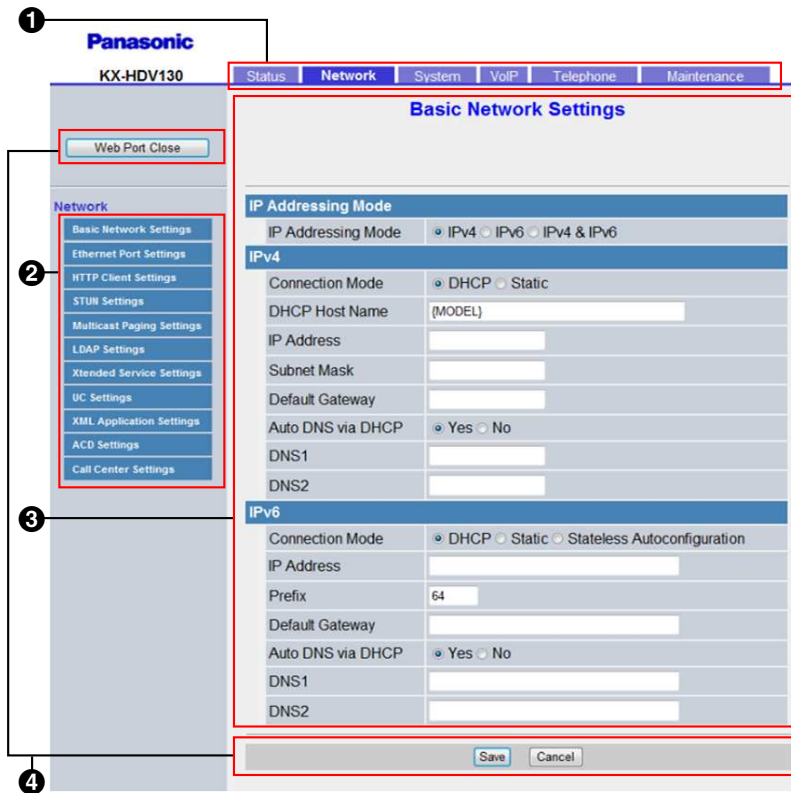 ❶
Panasonic
KX-HDV130
Status Network System VoIP Telephone Maintenance
Basic Network Settings
Web Port Close
Network
❷
Basic Network Settings
Ethernet Port Settings
HTTP Client Settings
STUN Settings
Multicast Paging Settings
LDAP Settings
Xtended Service Settings
UC Settings
XML Application Settings
ACD Settings
Call Center Settings
❸
IP Addressing Mode
IP Addressing Mode IPv4 IPv6 IPv4 & IPv6
IPv4
Connection Mode DHCP Static
DHCP Host Name {MODEL}
IP Address
Subnet Mask
Default Gateway
Auto DNS via DHCP Yes No
DNS1
DNS2
IPv6
Connection Mode DHCP Static Stateless Autoconfiguration
IP Address
Prefix 64
Default Gateway
Auto DNS via DHCP Yes No
DNS1
DNS2
❹
Save Cancel